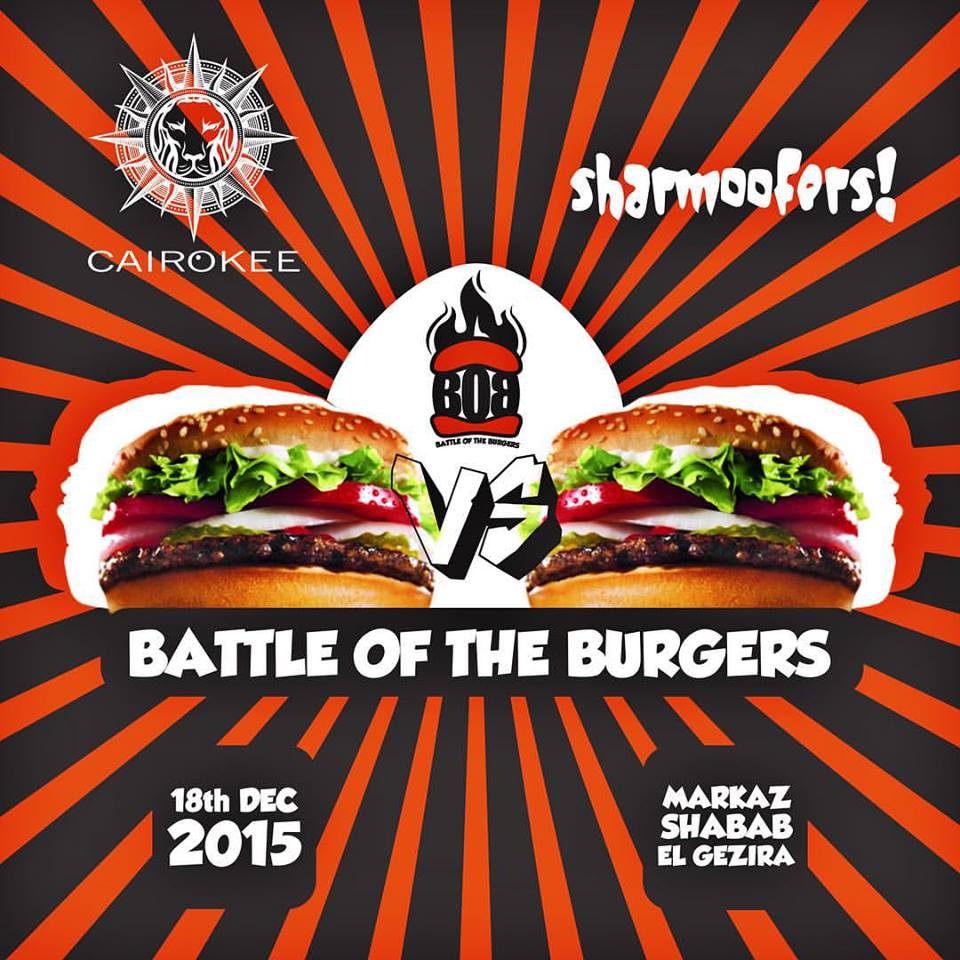 CAIROKEE
sharmoofers!
BOB
BATTLE OF THE BURGERS
VS
BATTLE OF THE BURGERS
18th DEC
2015
MARKAZ
SHABAB
EL GEZIRA